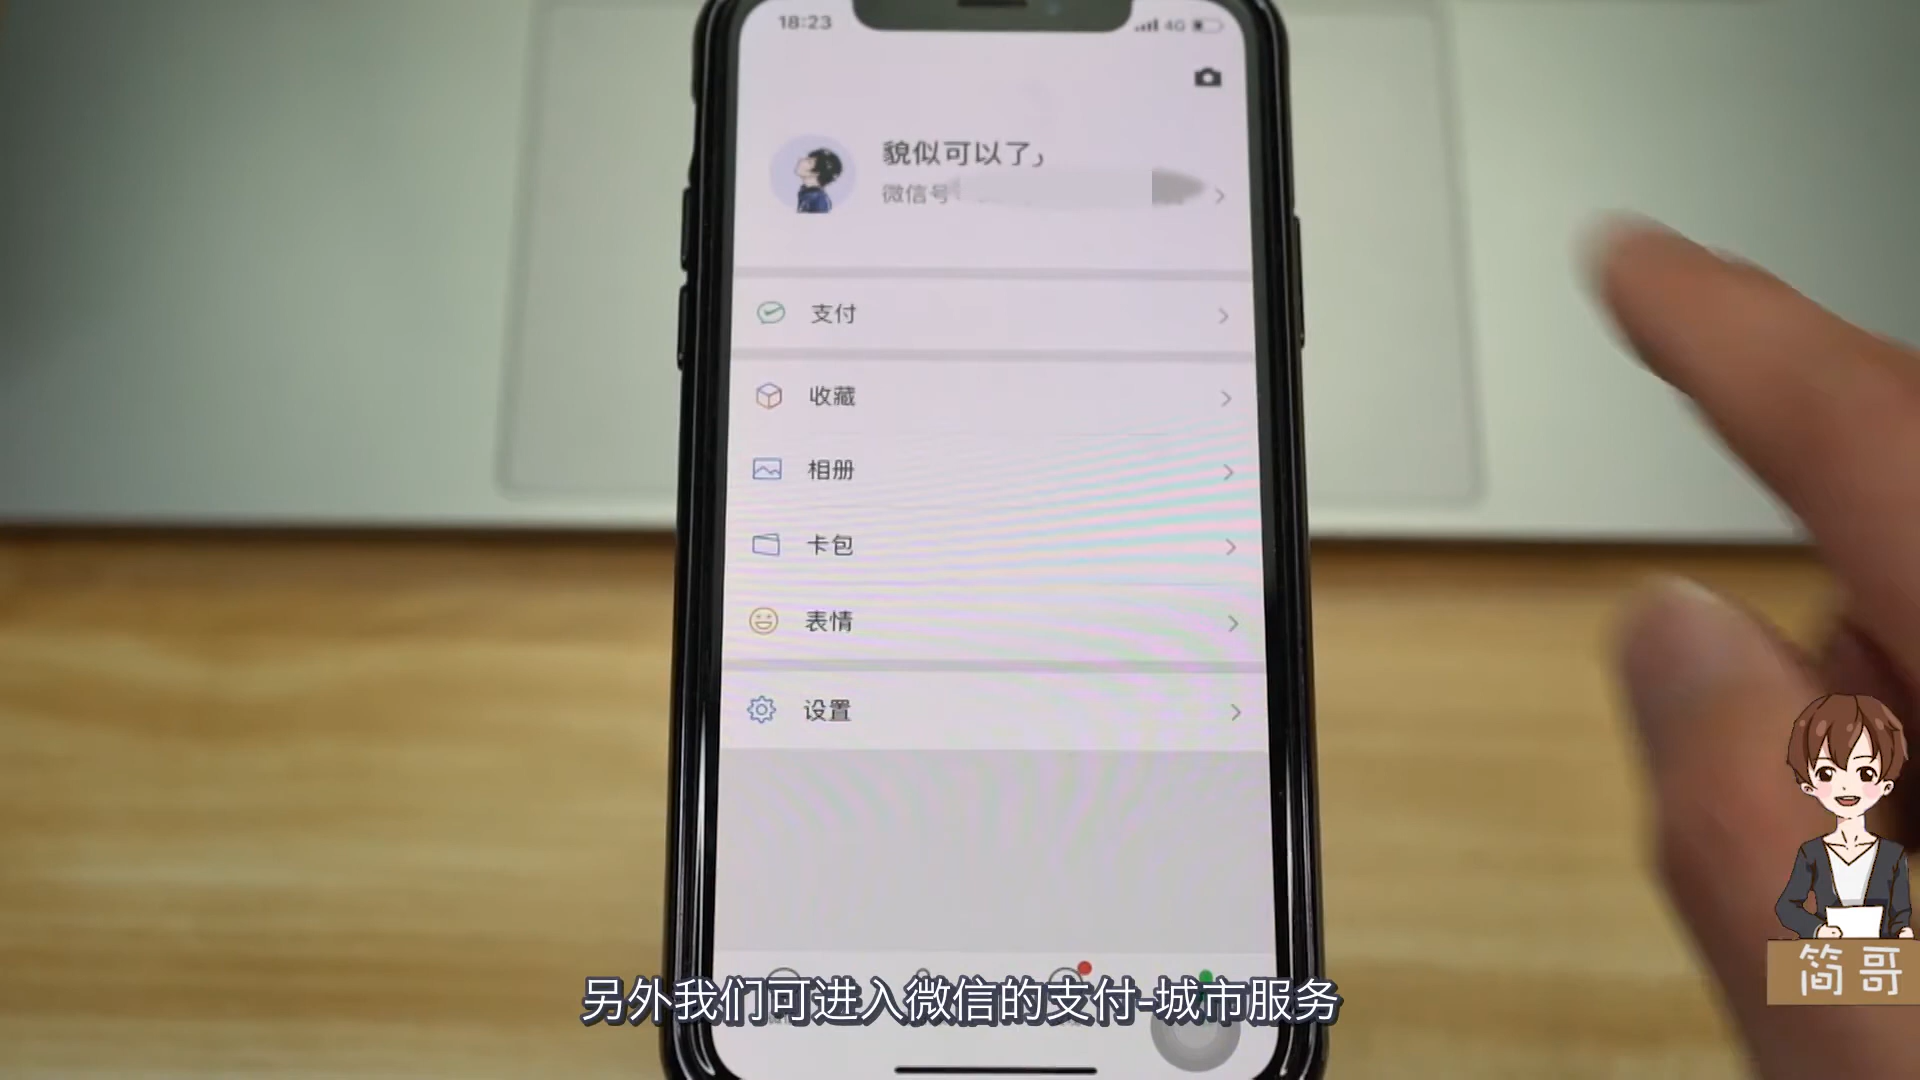 18:23
4G
貌似可以了,
微信号:
支付
收藏
相册
卡包
表情
设置
另外我们可进入微信的支付-城市服务
简哥